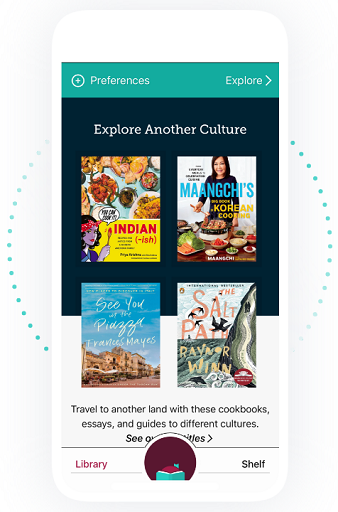 Preferences
Explore
Explore Another Culture
YOU CAN
COOK IT!
INDIAN
(-ish)
Priya Krishna
MAANGCHI'S
BIG BOOK of
KOREAN
COOKING
MAANGCHI
See You
in the
Piazza
Frances Mayes
INTERNATIONAL BESTSELLER
THE
SALT
PATH
RAYNOR
WINN
Travel to another land with these cookbooks,
essays, and guides to different cultures.
See ou
itles
Library
Shelf